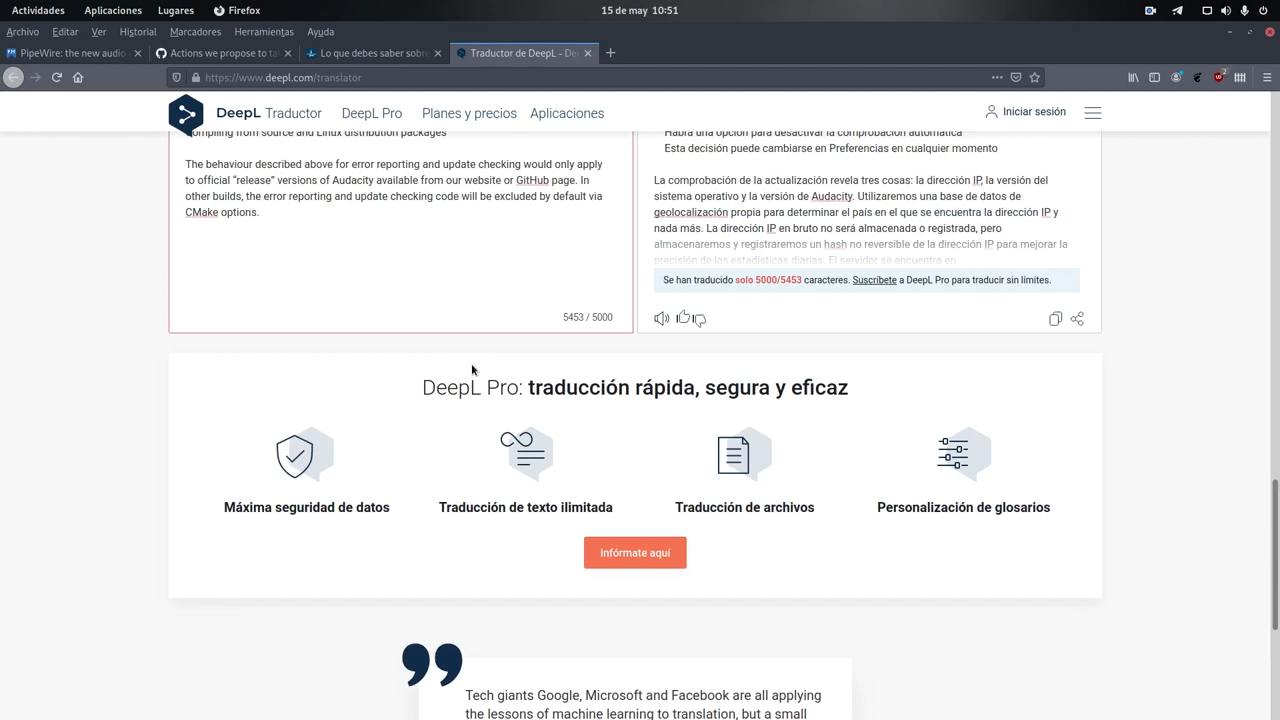 Actividades Aplicaciones Lugares Firefox 15 de may 10:51
Archivo Editar Ver Historial Marcadores Herramientas Ayuda
PipeWire: the new audio Actions we propose to ta Lo que debes saber sobre Traductor de DeepL - De
https://www.deepl.com/translator
2
DeepL Traductor DeepL Pro Planes y precios Aplicaciones Iniciar sesión
Compiling from source and Linux distribution packages
The behaviour described above for error reporting and update checking would only apply
to official “release” versions of Audacity available from our website or GitHub page. In
other builds, the error reporting and update checking code will be excluded by default via
CMake options.
5453 / 5000
Habrá una opción para desactivar la comprobación automática
Esta decisión puede cambiarse en Preferencias en cualquier momento
La comprobación de la actualización revela tres cosas: la dirección IP, la versión del
sistema operativo y la versión de Audacity. Utilizaremos una base de datos de
geolocalización propia para determinar el país en el que se encuentra la dirección IP y
nada más. La dirección IP en bruto no será almacenada o registrada, pero
almacenaremos y registraremos un hash no reversible de la dirección IP para mejorar la
precisión de las estadísticas diarias. El servidor se encuentra en
Se han traducido solo 5000/5453 caracteres. Suscríbete a DeepL Pro para traducir sin límites.
DeepL Pro: traducción rápida, segura y eficaz
Máxima seguridad de datos
Traducción de texto ilimitada
Traducción de archivos
Personalización de glosarios
Infórmate aquí
Tech giants Google, Microsoft and Facebook are all applying
the lessons of machine learning to translation, but a small